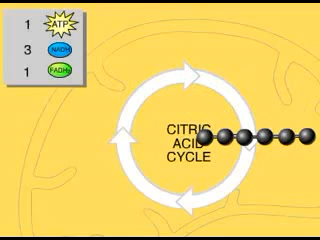 1 ATP
3 NADH
1 FADH₂
CITRIC
ACID
CYCLE